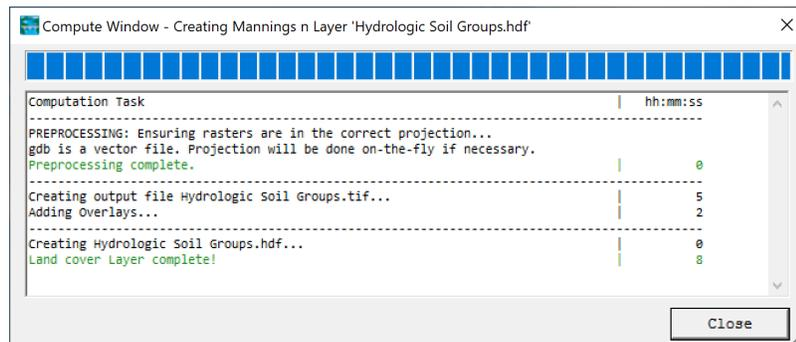 Compute Window - Creating Mannings n Layer 'Hydrologic Soil Groups.hdf'
Computation Task | hh:mm:ss
PREPROCESSING: Ensuring rasters are in the correct projection...
gdb is a vector file. Projection will be done on-the-fly if necessary.
Preprocessing complete. | 0
Creating output file Hydrologic Soil Groups.tif... | 5
Adding Overlays... | 2
Creating Hydrologic Soil Groups.hdf... | 0
Land cover Layer complete! | 8
Close